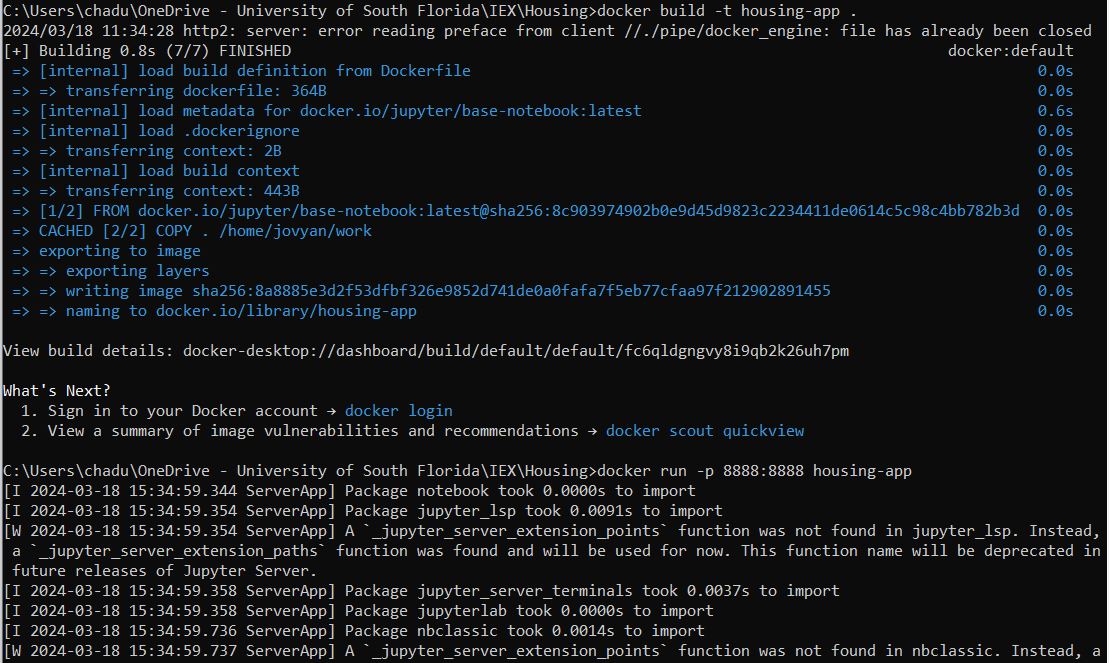 C:\Users\chadu\OneDrive - University of South Florida\IEX\Housing>docker build -t housing-app .
2024/03/18 11:34:28 http2: server: error reading preface from client //./pipe/docker_engine: file has already been closed
[+] Building 0.8s (7/7) FINISHED docker:default
=> [internal] load build definition from Dockerfile 0.0s
=> => transferring dockerfile: 364B 0.0s
=> [internal] load metadata for docker.io/jupyter/base-notebook:latest 0.6s
=> [internal] load .dockerignore 0.0s
=> => transferring context: 2B 0.0s
=> [internal] load build context 0.0s
=> => transferring context: 443B 0.0s
=> [1/2] FROM docker.io/jupyter/base-notebook:latest@sha256:8c903974902b0e9d45d9823c2234411de0614c5c98c4bb782b3d 0.0s
=> CACHED [2/2] COPY . /home/jovyan/work 0.0s
=> exporting to image 0.0s
=> => exporting layers 0.0s
=> => writing image sha256:8a8885e3d2f53dfbf326e9852d741de0a0fafa7f5eb77cfaa97f212902891455 0.0s
=> => naming to docker.io/library/housing-app 0.0s
View build details: docker-desktop://dashboard/build/default/default/fc6qldgngvy8i9qb2k26uh7pm
What's Next?
1. Sign in to your Docker account → docker login
2. View a summary of image vulnerabilities and recommendations → docker scout quickview
C:\Users\chadu\OneDrive - University of South Florida\IEX\Housing>docker run -p 8888:8888 housing-app
[I 2024-03-18 15:34:59.344 ServerApp] Package notebook took 0.0000s to import
[I 2024-03-18 15:34:59.354 ServerApp] Package jupyter_lsp took 0.0091s to import
[W 2024-03-18 15:34:59.354 ServerApp] A `_jupyter_server_extension_points` function was not found in jupyter_lsp. Instead,
a `_jupyter_server_extension_paths` function was found and will be used for now. This function name will be deprecated in
future releases of Jupyter Server.
[I 2024-03-18 15:34:59.358 ServerApp] Package jupyter_server_terminals took 0.0037s to import
[I 2024-03-18 15:34:59.358 ServerApp] Package jupyterlab took 0.0000s to import
[I 2024-03-18 15:34:59.736 ServerApp] Package nbclassic took 0.0014s to import
[W 2024-03-18 15:34:59.737 ServerApp] A `_jupyter_server_extension_points` function was not found in nbclassic. Instead, a